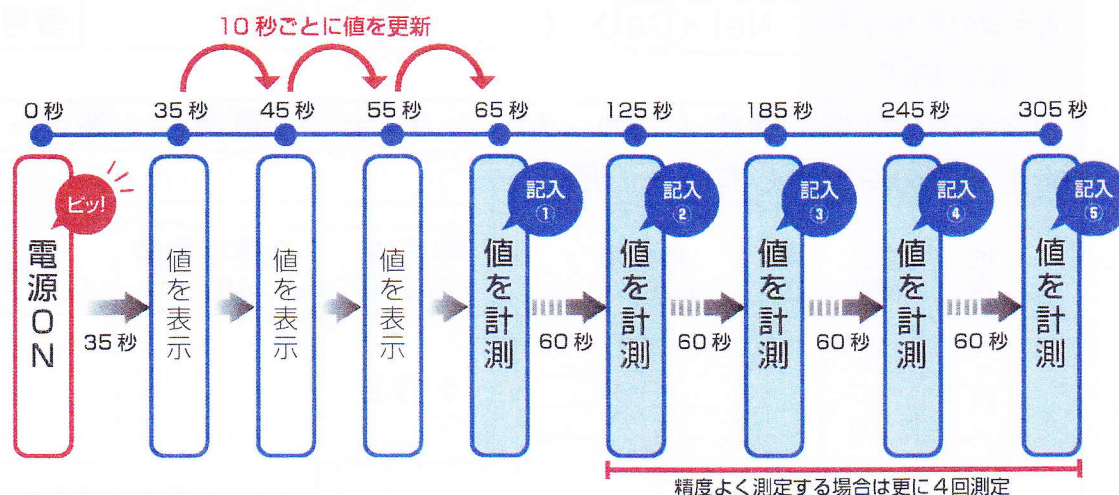 10秒ごとに値を更新
0秒
35秒
45秒
55秒
65秒
125秒
185秒
245秒
305秒
ピッ!
記入
①
記入
②
記入
③
記入
④
記入
⑤
電源ON
値を表示
値を表示
値を表示
値を計測
値を計測
値を計測
値を計測
値を計測
35秒
60秒
60秒
60秒
60秒
精度よく測定する場合は更に4回測定